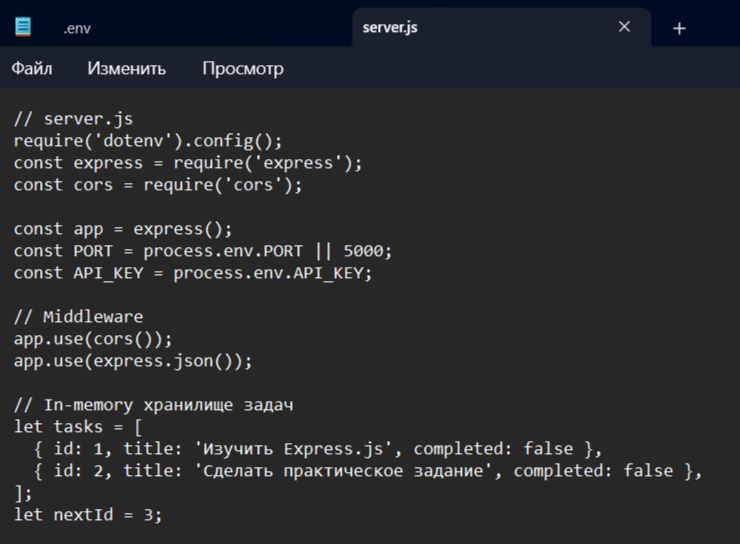 .env
server.js
Файл Изменить Просмотр
// server.js
require('dotenv').config();
const express = require('express');
const cors = require('cors');
const app = express();
const PORT = process.env.PORT || 5000;
const API_KEY = process.env.API_KEY;
// Middleware
app.use(cors());
app.use(express.json());
// In-memory хранилище задач
let tasks = [
  { id: 1, title: 'Изучить Express.js', completed: false },
  { id: 2, title: 'Сделать практическое задание', completed: false },
];
let nextId = 3;